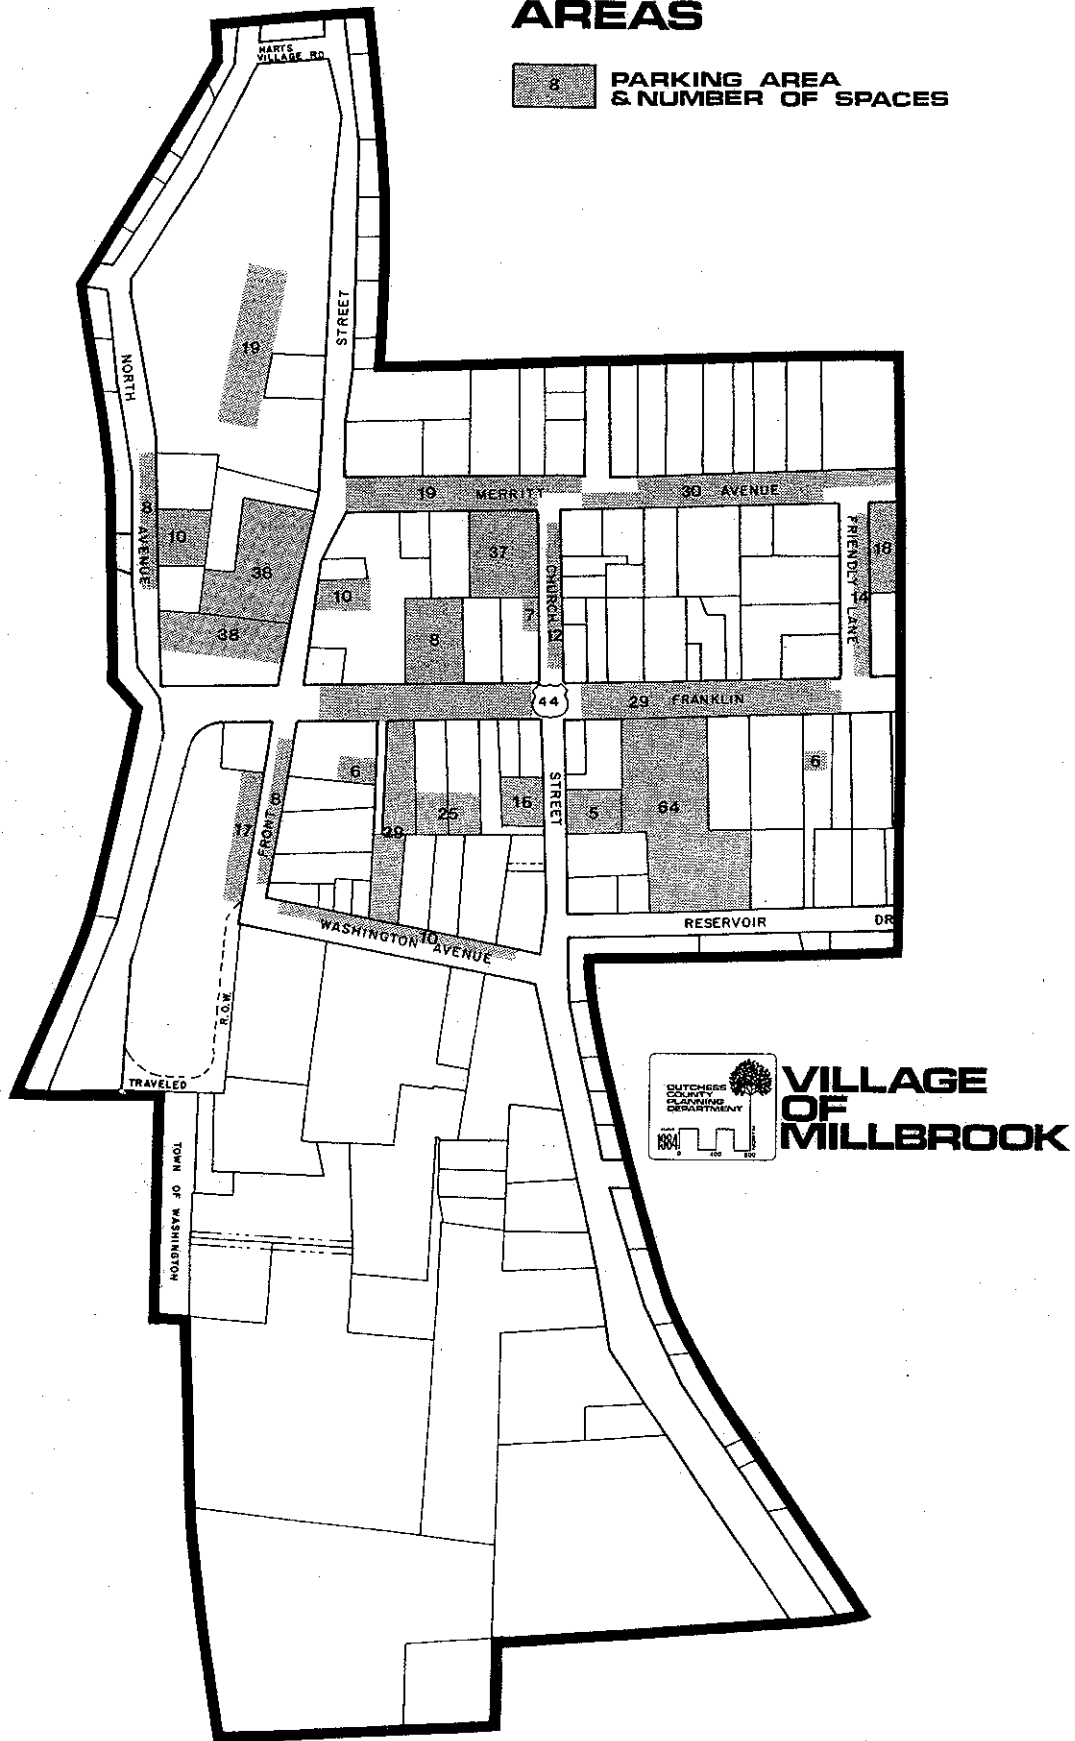 AREAS
8
PARKING AREA
& NUMBER OF SPACES
HARTS
VILLAGE RD
STREET
NORTH
AVENUE
19
8
10
38
38
19 MERRITT
30 AVENUE
37
10
8
7
CHURCH
12
FRIENDLY LANE
14
18
44
29 FRANKLIN
STREET
6
8
17
FRONT
29
25
16
5
64
6
WASHINGTON AVENUE
10
RESERVOIR DR
R.O.W.
TRAVELED
TOWN OF WASHINGTON
DUTCHESS
COUNTY
PLANNING
DEPARTMENT
1984
0 400 800
VILLAGE
OF
MILLBROOK